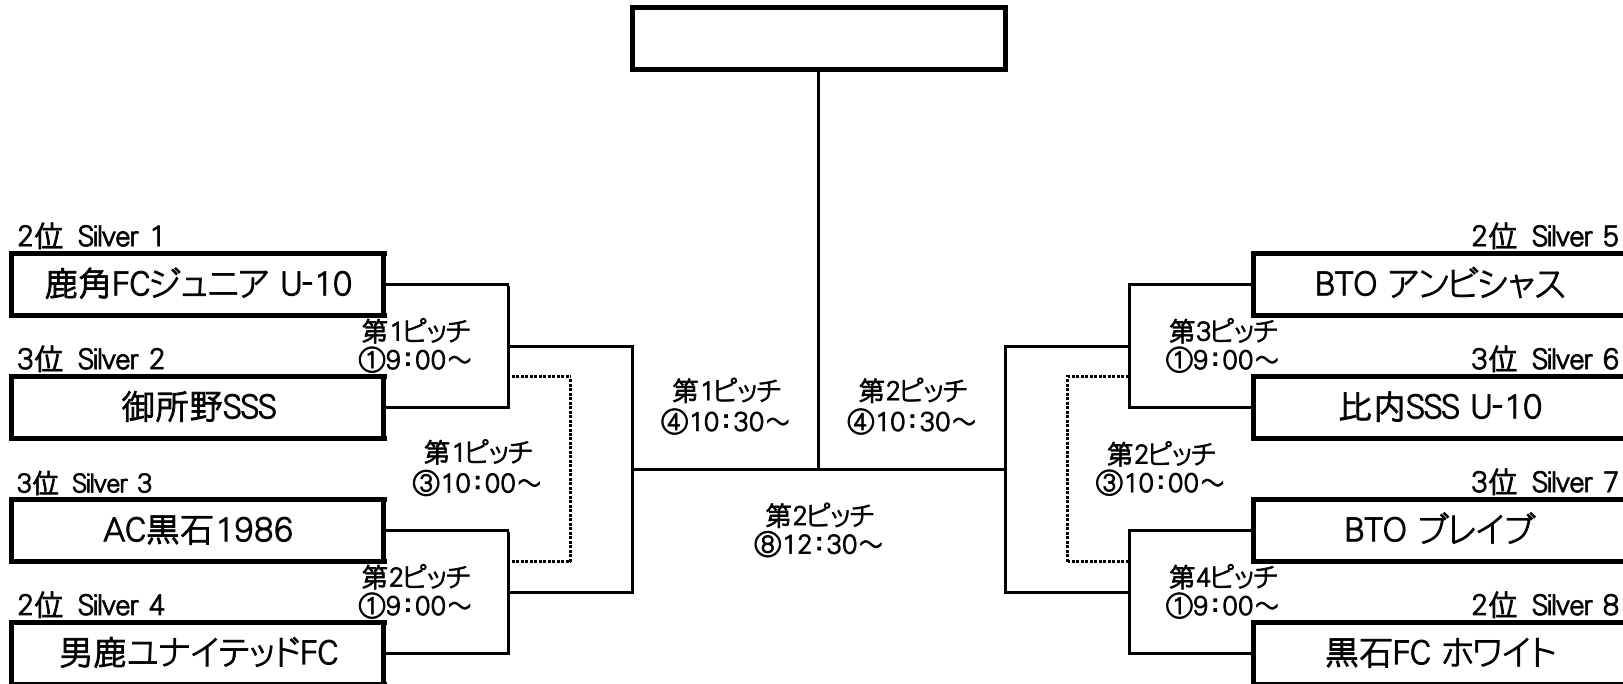 2位 Silver 1
鹿角FCジュニア U-10
第1ピッチ
①9:00～
3位 Silver 2
御所野SSS
第1ピッチ
③10:00～
3位 Silver 3
AC黒石1986
第2ピッチ
①9:00～
2位 Silver 4
男鹿ユナイテッドFC
第1ピッチ
④10:30～
第2ピッチ
④10:30～
第2ピッチ
⑧12:30～
2位 Silver 5
BTO アンビシャス
第3ピッチ
①9:00～
3位 Silver 6
比内SSS U-10
第2ピッチ
③10:00～
3位 Silver 7
BTO ブレイブ
第4ピッチ
①9:00～
2位 Silver 8
黒石FC ホワイト